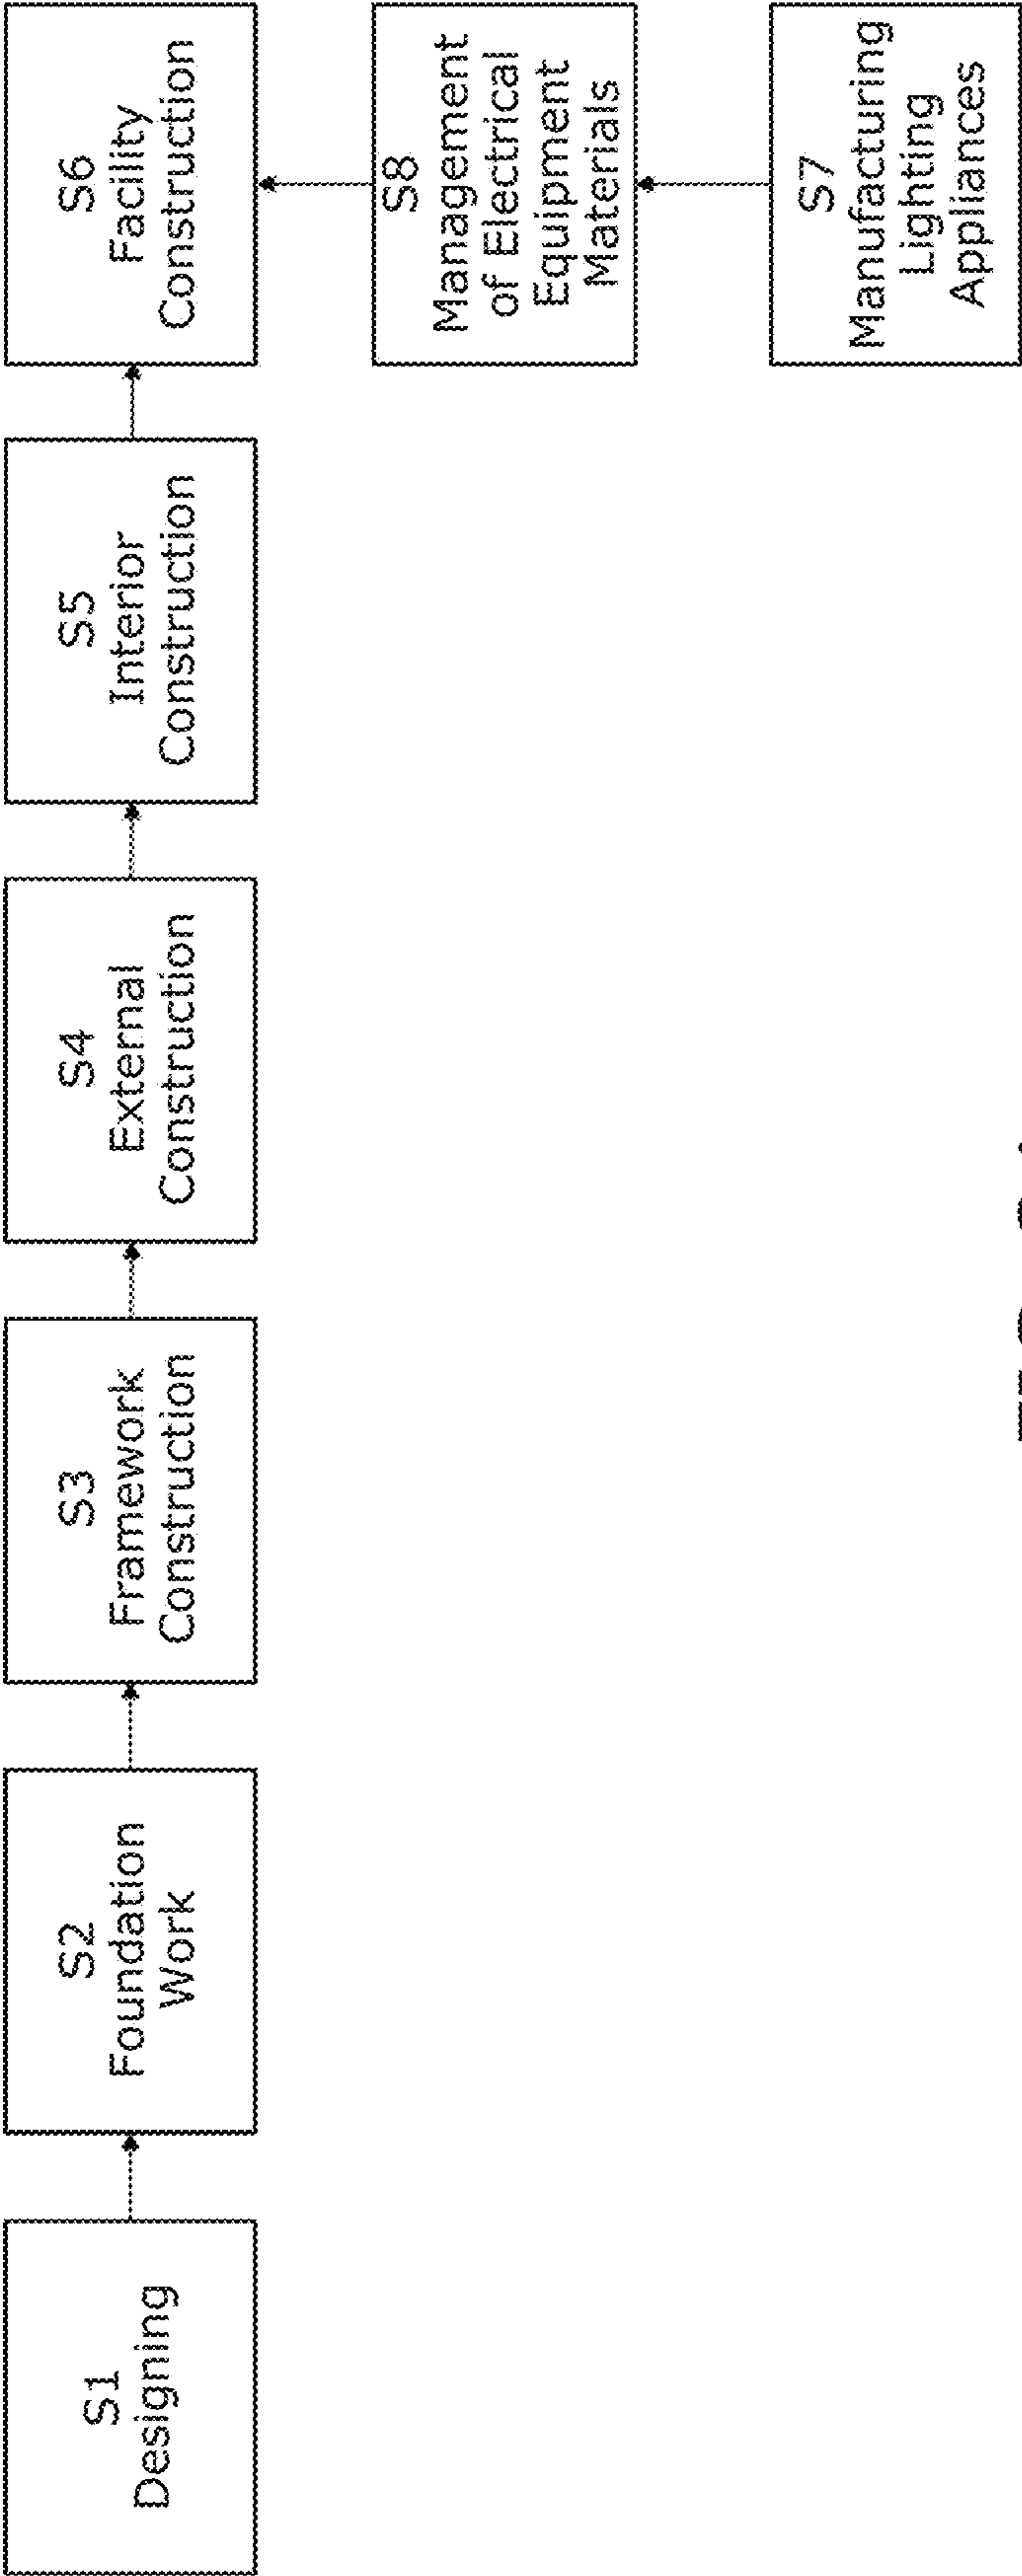 S1
Designing
S2
Foundation
Work
S3
Framework
Construction
S4
External
Construction
S5
Interior
Construction
S6
Facility
Construction
S8
Management
of Electrical
Equipment
Materials
S7
Manufacturing
Lighting
Appliances